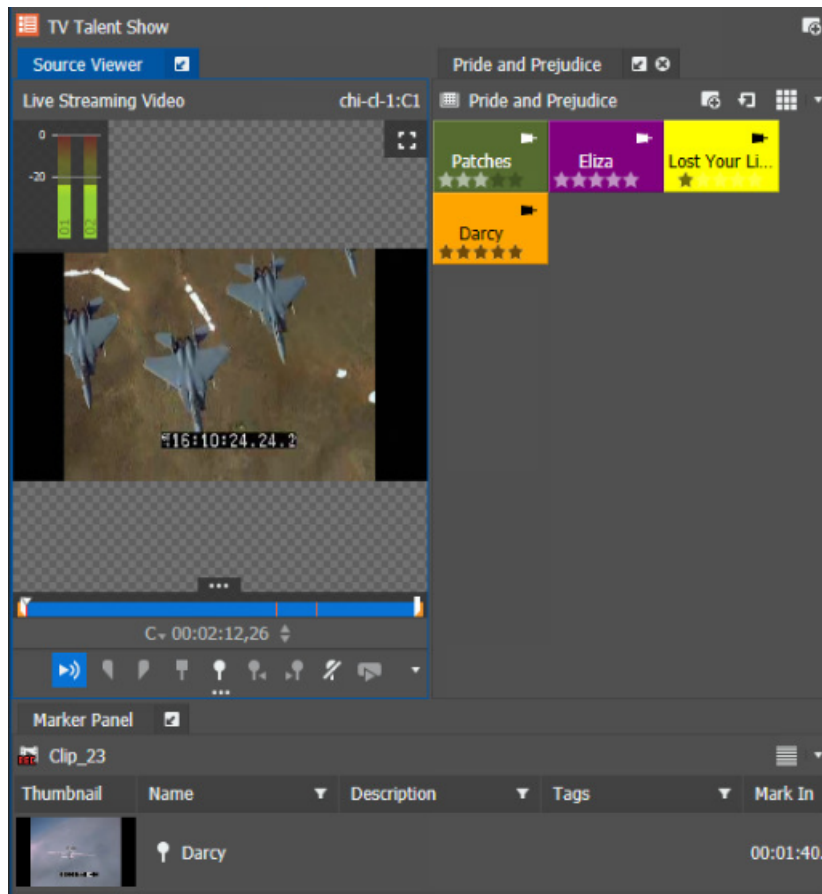 TV Talent Show
Source Viewer
Pride and Prejudice
Live Streaming Video
chi-cl-1:C1
Pride and Prejudice
0
-20
01
02
Patches
Eliza
Lost Your Li...
Darcy
16:10:24.24.2
C 00:02:12,26
Marker Panel
Clip_23
Thumbnail
Name
Description
Tags
Mark In
Darcy
00:01:40.